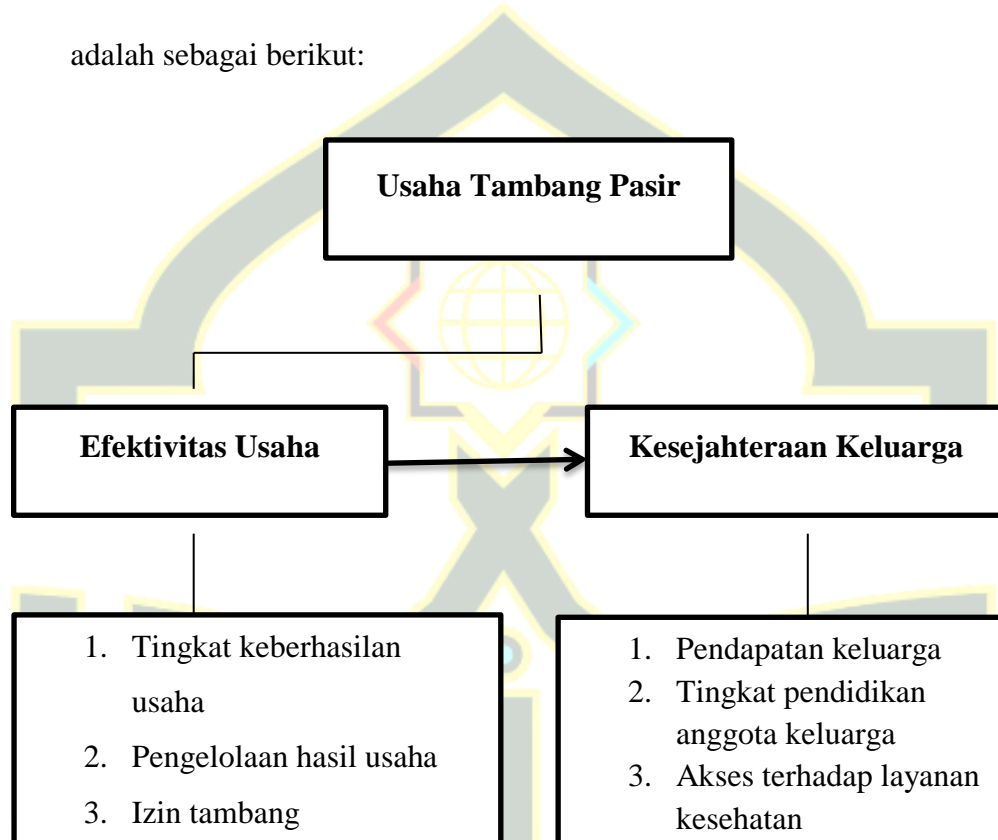 adalah sebagai berikut:
Usaha Tambang Pasir
Efektivitas Usaha
Kesejahteraan Keluarga
1. Tingkat keberhasilan
usaha
2. Pengelolaan hasil usaha
3. Izin tambang
1. Pendapatan keluarga
2. Tingkat pendidikan
anggota keluarga
3. Akses terhadap layanan
kesehatan